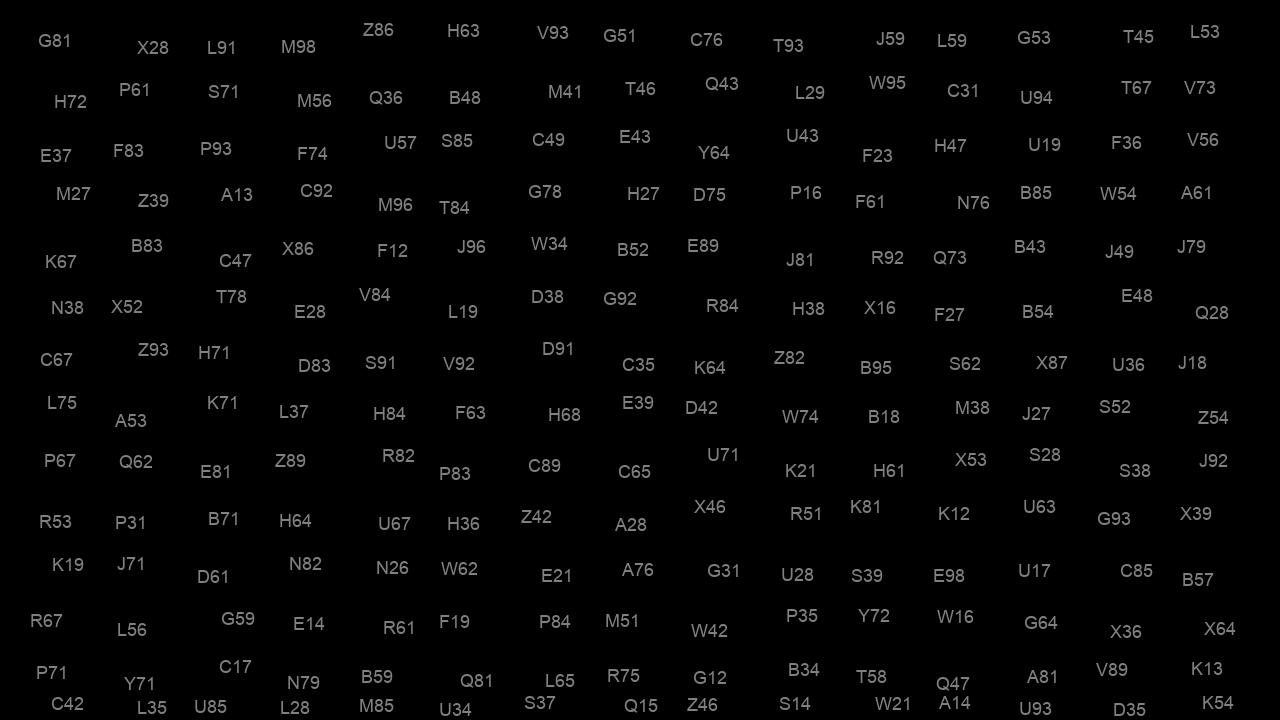 G81 X28 L91 M98 Z86 H63 V93 G51 C76 T93 J59 L59 G53 T45 L53
H72 P61 S71 M56 Q36 B48 M41 T46 Q43 L29 W95 C31 U94 T67 V73
E37 F83 P93 F74 U57 S85 C49 E43 Y64 U43 F23 H47 U19 F36 V56
M27 Z39 A13 C92 M96 T84 G78 H27 D75 P16 F61 N76 B85 W54 A61
K67 B83 C47 X86 F12 J96 W34 B52 E89 J81 R92 Q73 B43 J49 J79
N38 X52 T78 E28 V84 L19 D38 G92 R84 H38 X16 F27 B54 E48 Q28
C67 Z93 H71 D83 S91 V92 D91 C35 K64 Z82 B95 S62 X87 U36 J18
L75 A53 K71 L37 H84 F63 H68 E39 D42 W74 B18 M38 J27 S52 Z54
P67 Q62 E81 Z89 R82 P83 C89 C65 U71 K21 H61 X53 S28 S38 J92
R53 P31 B71 H64 U67 H36 Z42 A28 X46 R51 K81 K12 U63 G93 X39
K19 J71 D61 N82 N26 W62 E21 A76 G31 U28 S39 E98 U17 C85 B57
R67 L56 G59 E14 R61 F19 P84 M51 W42 P35 Y72 W16 G64 X36 X64
P71 Y71 C17 N79 B59 Q81 L65 R75 G12 B34 T58 Q47 A81 V89 K13
C42 L35 U85 L28 M85 U34 S37 Q15 Z46 S14 W21 A14 U93 D35 K54